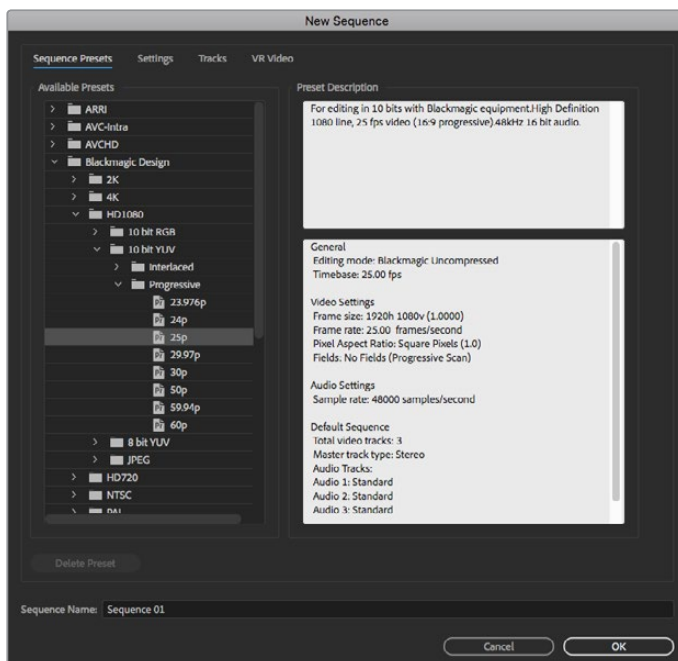 New Sequence
Sequence Presets Settings Tracks VR Video
Available Presets
ARRI
AVC-Intra
AVCHD
Blackmagic Design
2K
4K
HD1080
10 bit RGB
10 bit YUV
Interlaced
Progressive
23.976p
24p
25p
29.97p
30p
50p
59.94p
60p
8 bit YUV
JPEG
HD720
NTSC
PAL
Delete Preset
Preset Description
For editing in 10 bits with Blackmagic equipment.High Definition
1080 line, 25 fps video (16:9 progressive).48kHz 16 bit audio.
General
Editing mode: Blackmagic Uncompressed
Timebase: 25.00 fps
Video Settings
Frame size: 1920h 1080v (1.0000)
Frame rate: 25.00 frames/second
Pixel Aspect Ratio: Square Pixels (1.0)
Fields: No Fields (Progressive Scan)
Audio Settings
Sample rate: 48000 samples/second
Default Sequence
Total video tracks: 3
Master track type: Stereo
Audio Tracks:
Audio 1: Standard
Audio 2: Standard
Audio 3: Standard
Sequence Name: Sequence 01
Cancel OK